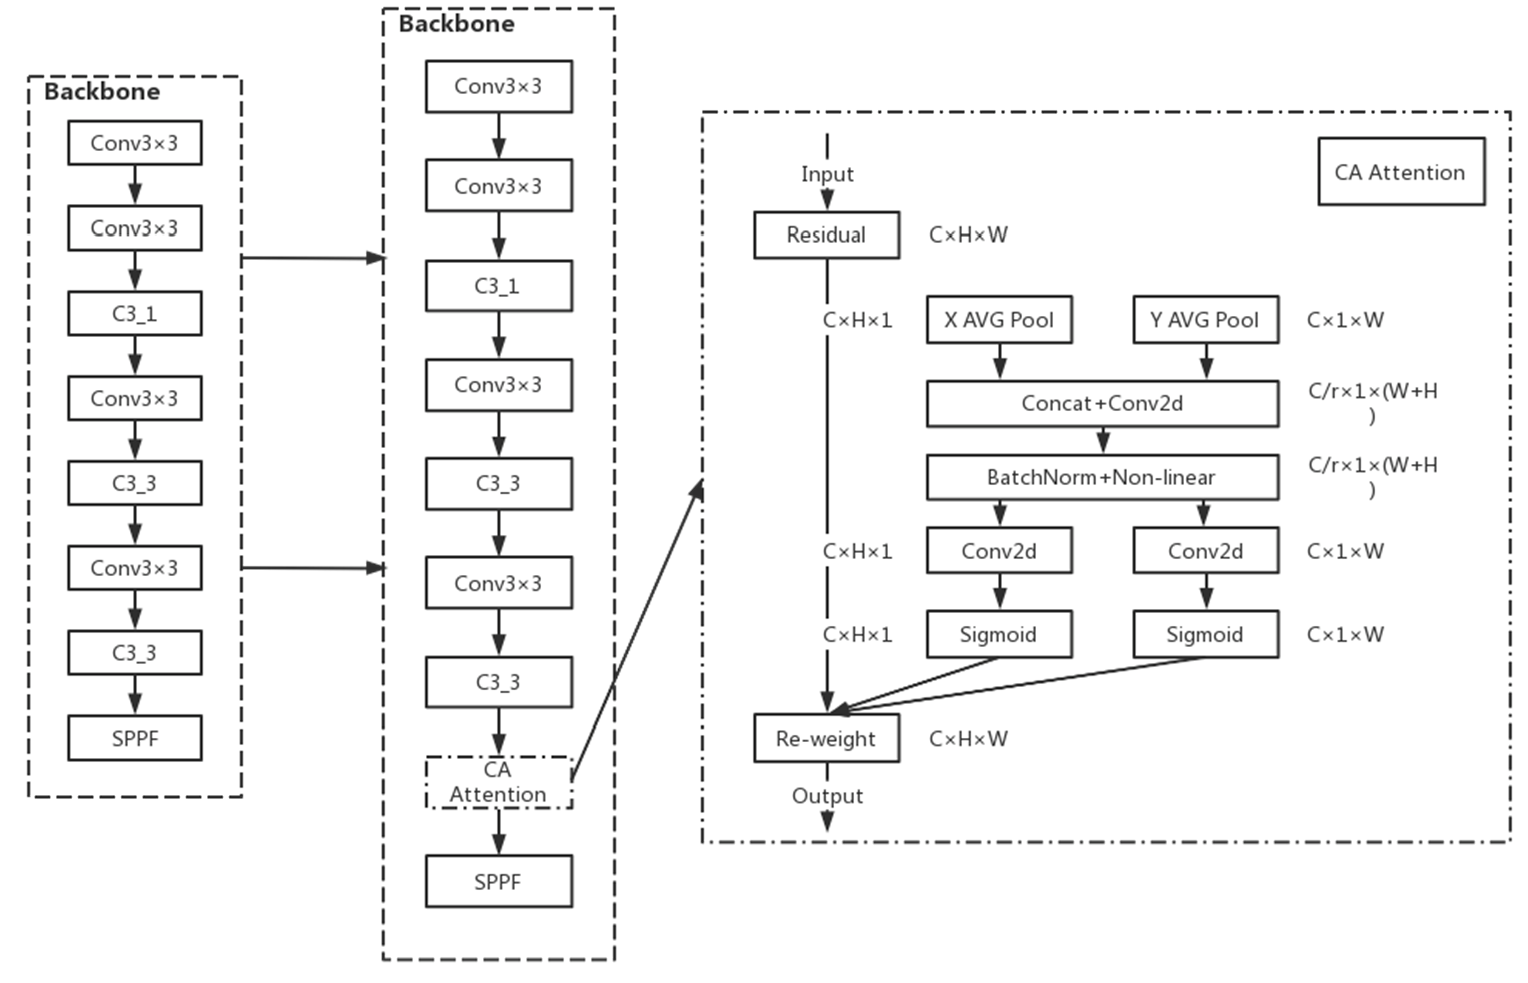 Backbone
Conv3×3
Conv3×3
C3_1
Conv3×3
C3_3
Conv3×3
C3_3
SPPF
Backbone
Conv3×3
Conv3×3
C3_1
Conv3×3
C3_3
Conv3×3
C3_3
CA
Attention
SPPF
CA Attention
Input
Residual C×H×W
C×H×1 X AVG Pool Y AVG Pool C×1×W
Concat+Conv2d C/r×1×(W+H
)
BatchNorm+Non-linear C/r×1×(W+H
)
C×H×1 Conv2d Conv2d C×1×W
C×H×1 Sigmoid Sigmoid C×1×W
Re-weight C×H×W
Output